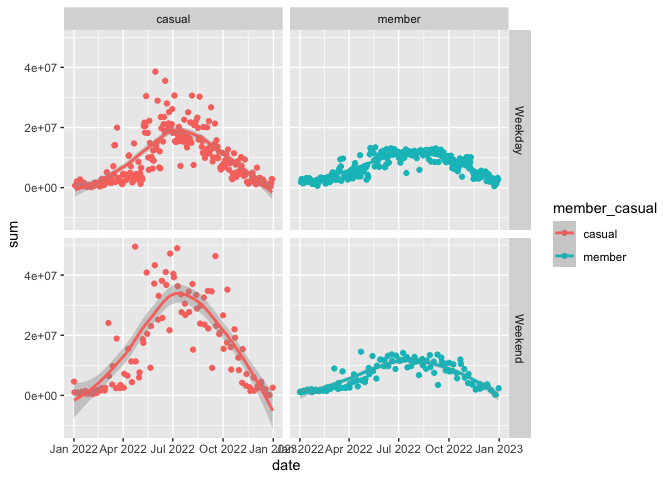 casual member
4e+07
2e+07
0e+00
Weekday
sum
member_casual
casual
member
4e+07
2e+07
0e+00
Weekend
Jan 2022 Apr 2022 Jul 2022 Oct 2022 Jan 2023 Jan 2022 Apr 2022 Jul 2022 Oct 2022 Jan 2023
date